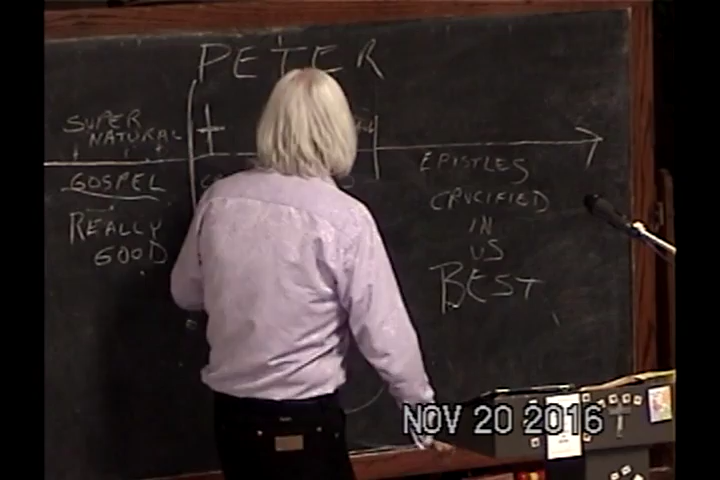 PETER
SUPER
NATURAL
GOSPEL
REALLY
GOOD
EPISTLES
CRUCIFIED
IN
US
BEST
NOV 20 2016